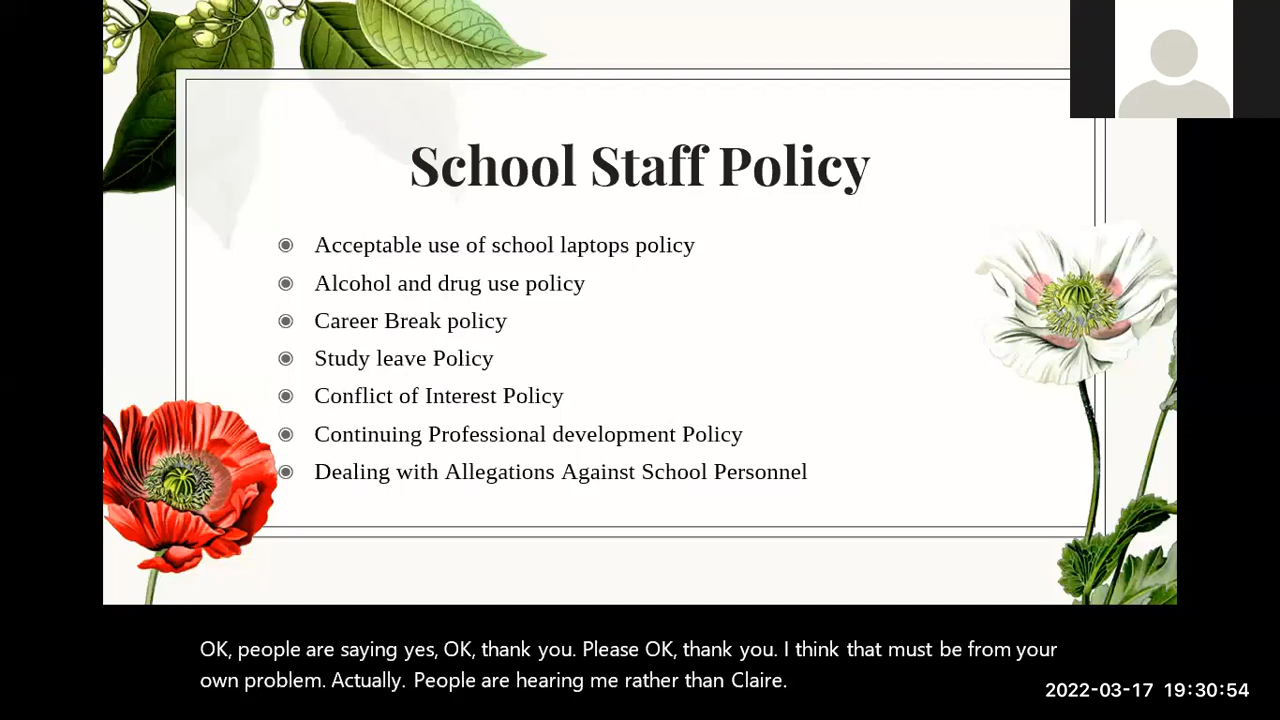 School Staff Policy
Acceptable use of school laptops policy
Alcohol and drug use policy
Career Break policy
Study leave Policy
Conflict of Interest Policy
Continuing Professional development Policy
Dealing with Allegations Against School Personnel
OK, people are saying yes, OK, thank you. Please OK, thank you. I think that must be from your
own problem. Actually. People are hearing me rather than Claire.
2022-03-17 19:30:54